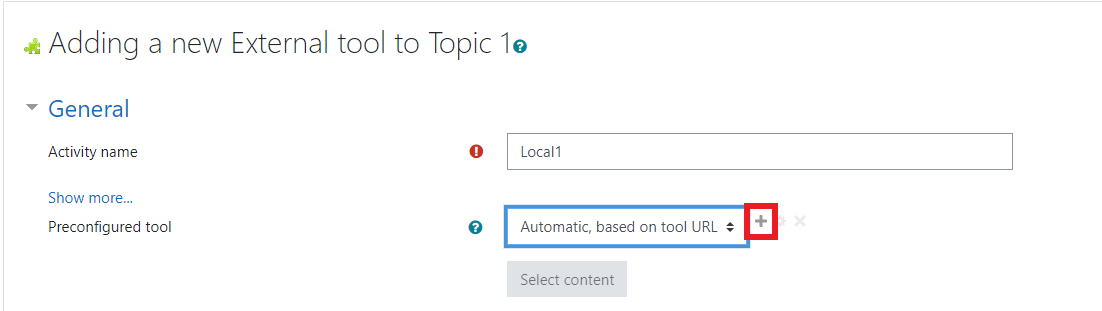 Adding a new External tool to Topic 1
General
Activity name
Local1
Show more...
Preconfigured tool
Automatic, based on tool URL
Select content